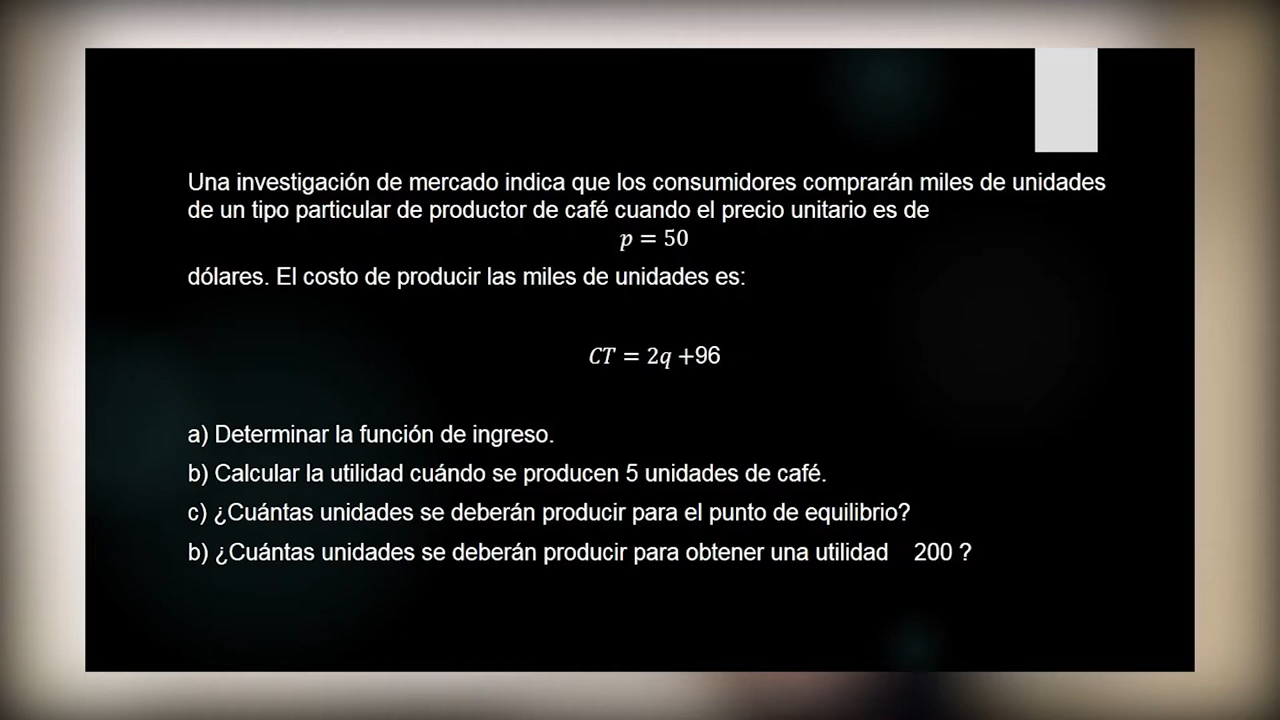 Una investigación de mercado indica que los consumidores comprarán miles de unidades
de un tipo particular de productor de café cuando el precio unitario es de
p = 50
dólares. El costo de producir las miles de unidades es:
CT = 2q +96
a) Determinar la función de ingreso.
b) Calcular la utilidad cuándo se producen 5 unidades de café.
c) ¿Cuántas unidades se deberán producir para el punto de equilibrio?
b) ¿Cuántas unidades se deberán producir para obtener una utilidad 200 ?